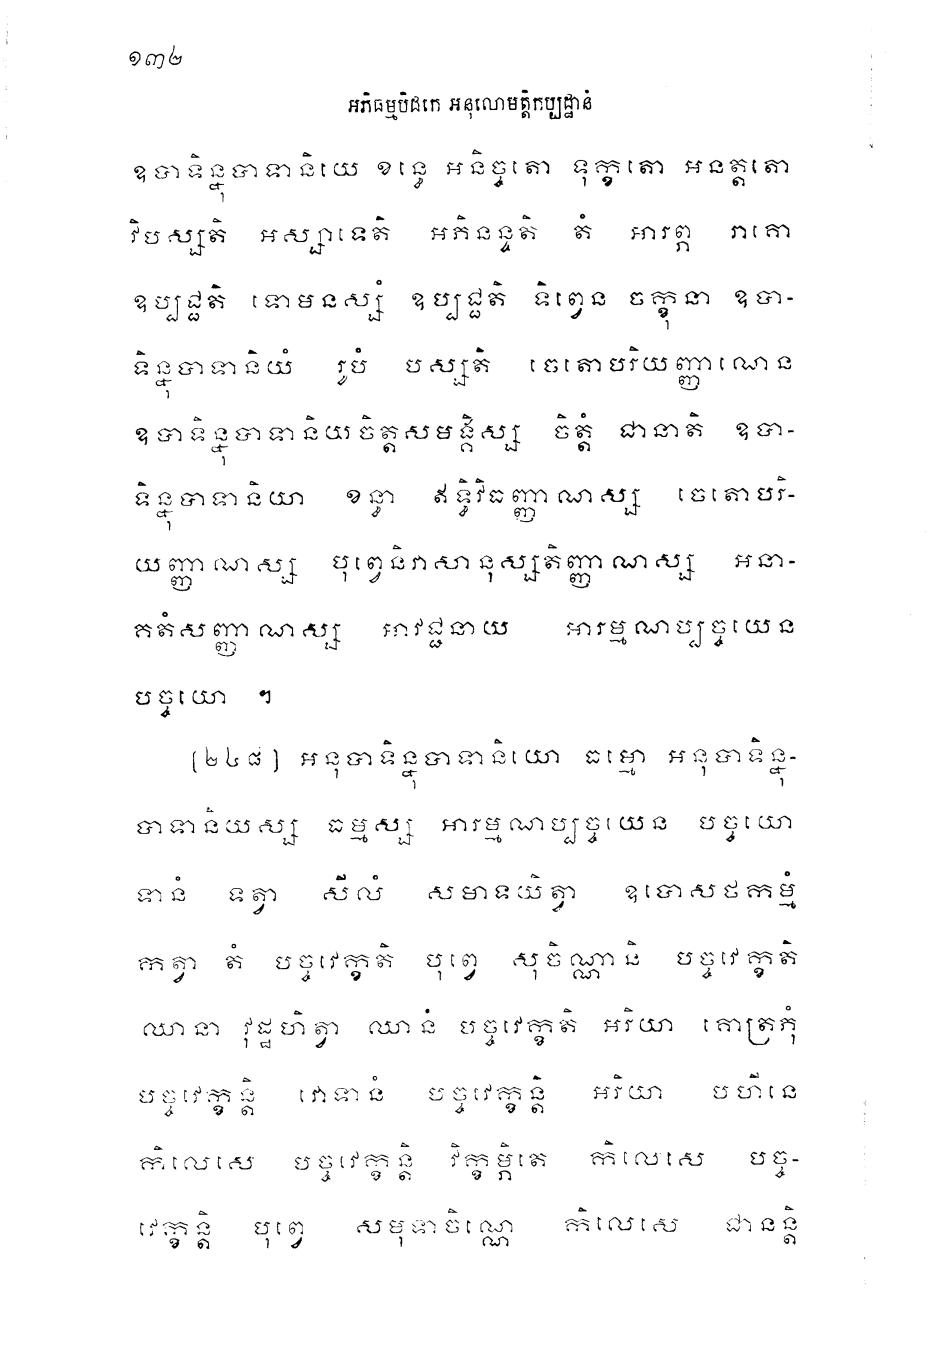 ១៣២
អភិធម្មបិដកេ អនុលោមត្តិកប្បដ្ឋានំ
ឧបាទិន្នុបាទានិយេ ខន្ធេ អនិច្ចតោ ទុក្ខតោ អនត្តតោ
វិបស្សតិ អស្សាទេតិ អភិនន្ទតិ តំ អារព្ភ រាគោ
ឧប្បជ្ជតិ ទោមនស្សំ ឧប្បជ្ជតិ ទិព្វេន ចក្ខុនា ឧបា-
ទិន្នុបាទានិយំ រូបំ បស្សតិ ចេតោបរិយញ្ញាណេន
ឧបាទិន្នុបាទានិយចិត្តសមង្គិស្ស ចិត្តំ ជានាតិ ឧបា-
ទិន្នុបាទានិយា ខន្ធា ឥទ្ធិវិធញ្ញាណស្ស ចេតោបរិ-
យញ្ញាណស្ស បុព្វេនិវាសានុស្សតិញ្ញាណស្ស អនា-
គតំសញ្ញាណស្ស អាវជ្ជនាយ អារម្មណប្បច្ចយេន
បច្ចយោ ។
(២៤៨) អនុបាទិន្នុបាទានិយោ ធម្មោ អនុបាទិន្នុ-
បាទានិយស្ស ធម្មស្ស អារម្មណប្បច្ចយេន បច្ចយោ
ទានំ ទត្វា សីលំ សមាទយិត្វា ឧបោសថកម្មំ
កត្វា តំ បច្ចវេក្ខតិ បុព្វេ សុចិណ្ណានិ បច្ចវេក្ខតិ
ឈានា វុដ្ឋហិត្វា ឈានំ បច្ចវេក្ខតិ អរិយា គោត្រភុំ
បច្ចវេក្ខន្តិ វោទានំ បច្ចវេក្ខន្តិ អរិយា បហីនេ
កិលេសេ បច្ចវេក្ខន្តិ វិក្ខម្ភិតេ កិលេសេ បច្ច-
វេក្ខន្តិ បុព្វេ សមុទាចិណ្ណេ កិលេសេ ជានន្តិ